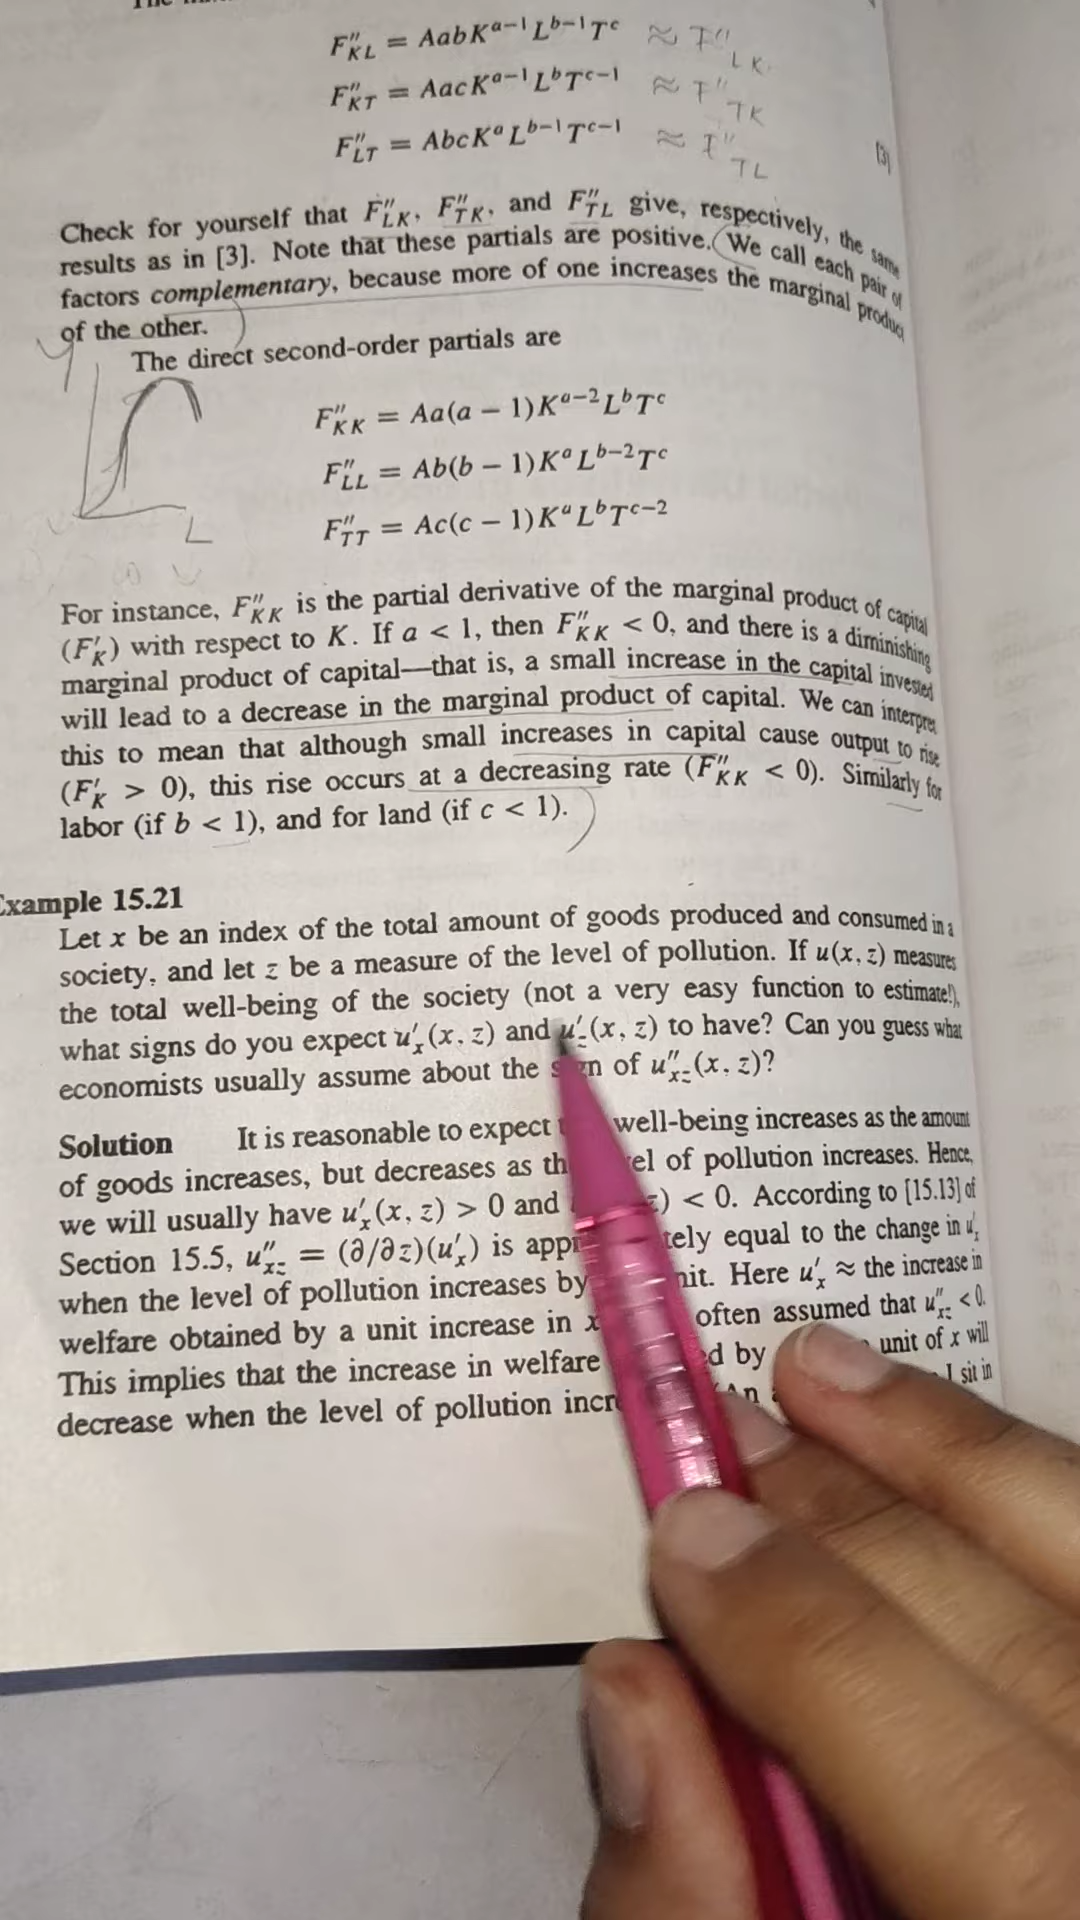 F″KL = AabK^{a−1}L^{b−1}T^c ≈ F″LK
F″KT = AacK^{a−1}L^bT^{c−1} ≈ F″TK
F″LT = AbcK^aL^{b−1}T^{c−1} ≈ F″TL
[3]
Check for yourself that F″LK, F″TK, and F″TL give, respectively, the same
results as in [3]. Note that these partials are positive. (We call each pair of
factors complementary, because more of one increases the marginal product
of the other.)
The direct second-order partials are
F″KK = Aa(a − 1)K^{a−2}L^bT^c
F″LL = Ab(b − 1)K^aL^{b−2}T^c
F″TT = Ac(c − 1)K^aL^bT^{c−2}
L
For instance, F″KK is the partial derivative of the marginal product of capital
(F′K) with respect to K. If a < 1, then F″KK < 0, and there is a diminishing
marginal product of capital—that is, a small increase in the capital invested
will lead to a decrease in the marginal product of capital. We can interpret
this to mean that although small increases in capital cause output to rise
(F′K > 0), this rise occurs at a decreasing rate (F″KK < 0). Similarly for
labor (if b < 1), and for land (if c < 1).)
Example 15.21
Let x be an index of the total amount of goods produced and consumed in a
society, and let z be a measure of the level of pollution. If u(x, z) measures
the total well-being of the society (not a very easy function to estimate!),
what signs do you expect u′x(x, z) and u′z(x, z) to have? Can you guess what
economists usually assume about the sign of u″xz(x, z)?
Solution It is reasonable to expect well-being increases as the amount
of goods increases, but decreases as of pollution increases. Hence,
we will usually have u′x(x, z) > 0 and ) < 0. According to [15.13] of
Section 15.5, u″xz = (∂/∂z)(u′x) is equal to the change in u′x
when the level of pollution increases by Here u′x ≈ the increase in
welfare obtained by a unit increase in x often assumed that u″xz < 0.
This implies that the increase in welfare by unit of x will
decrease when the level of pollution I sit in